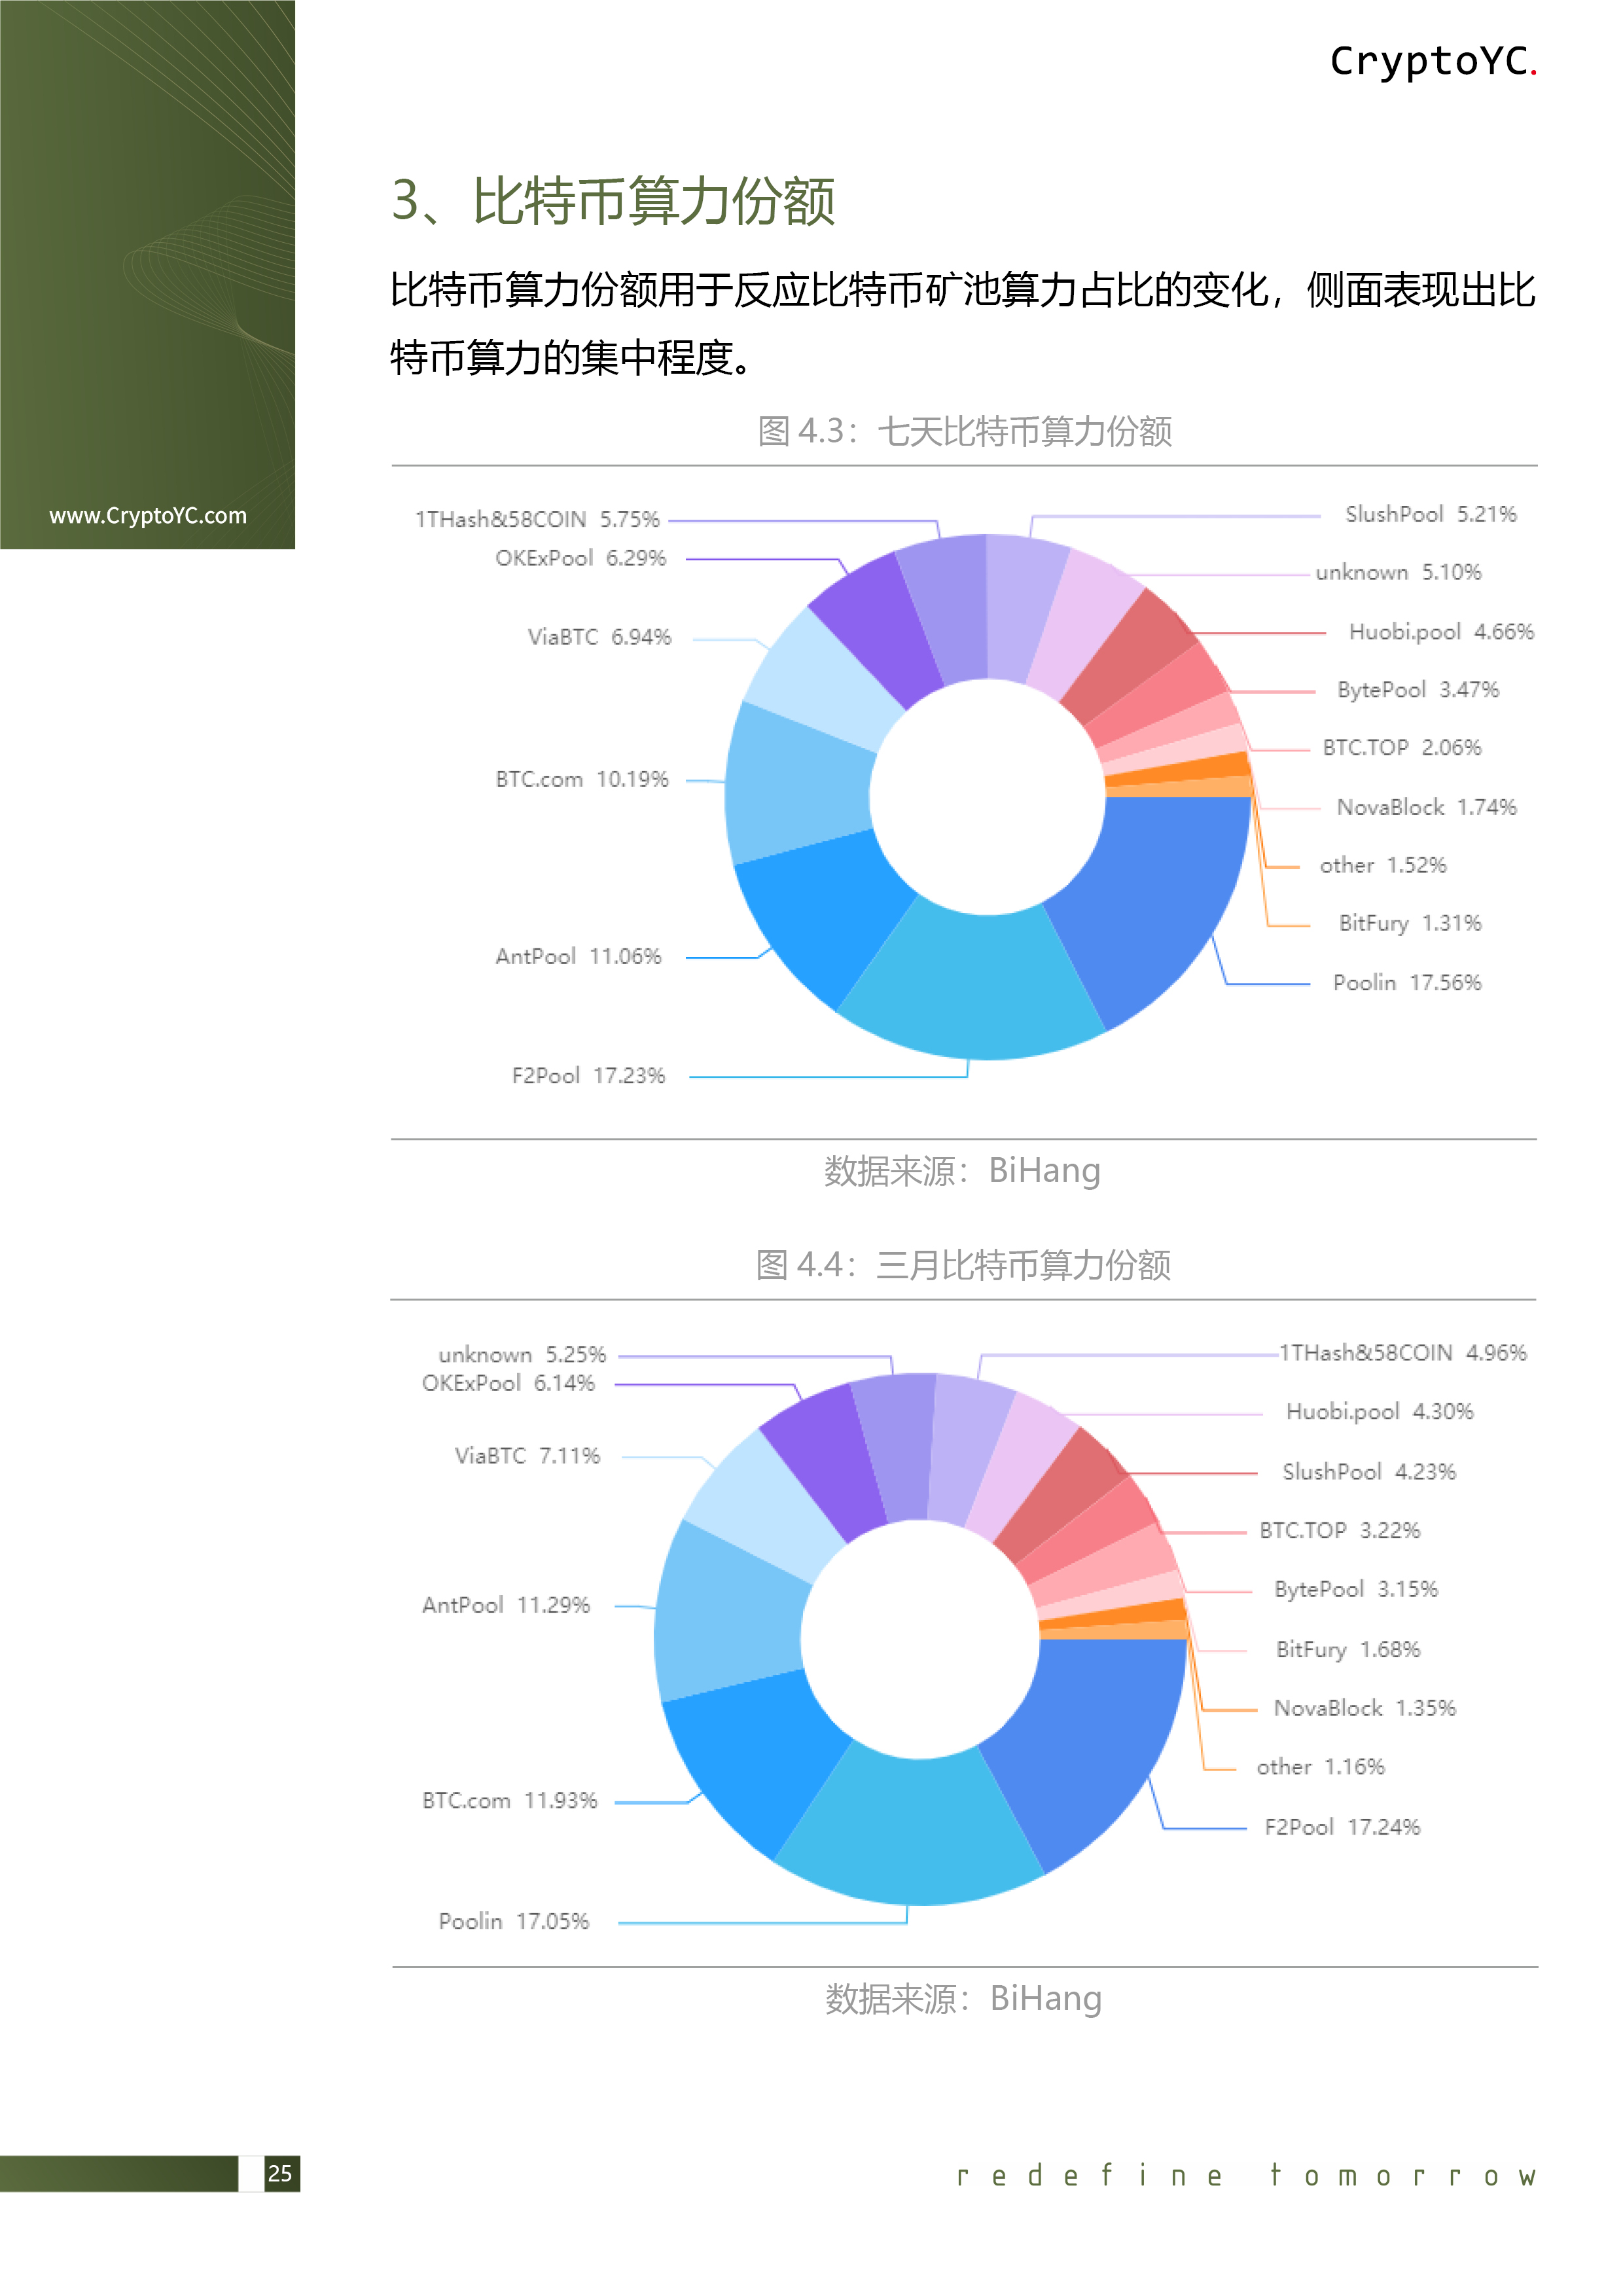 CryptoYC.
www.CryptoYC.com
3、比特币算力份额
比特币算力份额用于反应比特币矿池算力占比的变化，侧面表现出比
特币算力的集中程度。
图 4.3：七天比特币算力份额
1THash&58COIN 5.75%
OKExPool 6.29%
ViaBTC 6.94%
BTC.com 10.19%
AntPool 11.06%
F2Pool 17.23%
SlushPool 5.21%
unknown 5.10%
Huobi.pool 4.66%
BytePool 3.47%
BTC.TOP 2.06%
NovaBlock 1.74%
other 1.52%
BitFury 1.31%
Poolin 17.56%
数据来源：BiHang
图 4.4：三月比特币算力份额
unknown 5.25%
OKExPool 6.14%
ViaBTC 7.11%
AntPool 11.29%
BTC.com 11.93%
Poolin 17.05%
1THash&58COIN 4.96%
Huobi.pool 4.30%
SlushPool 4.23%
BTC.TOP 3.22%
BytePool 3.15%
BitFury 1.68%
NovaBlock 1.35%
other 1.16%
F2Pool 17.24%
数据来源：BiHang
25
redefine tomorrow